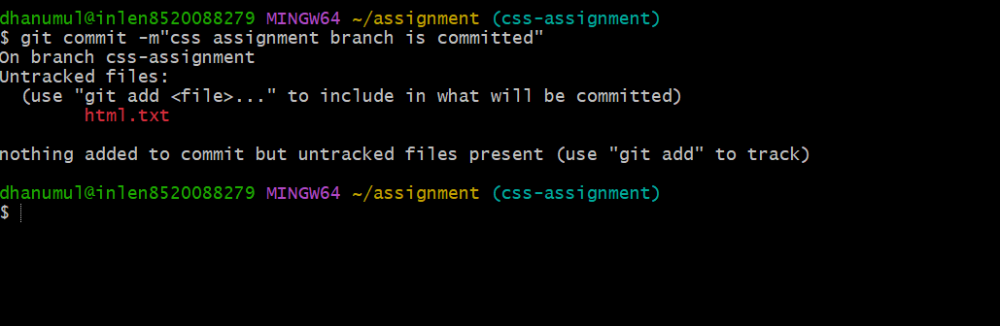 dhanumul@inlen8520088279 MINGW64 ~/assignment (css-assignment)
$ git commit -m"css assignment branch is committed"
On branch css-assignment
Untracked files:
  (use "git add <file>..." to include in what will be committed)
        html.txt

nothing added to commit but untracked files present (use "git add" to track)

dhanumul@inlen8520088279 MINGW64 ~/assignment (css-assignment)
$